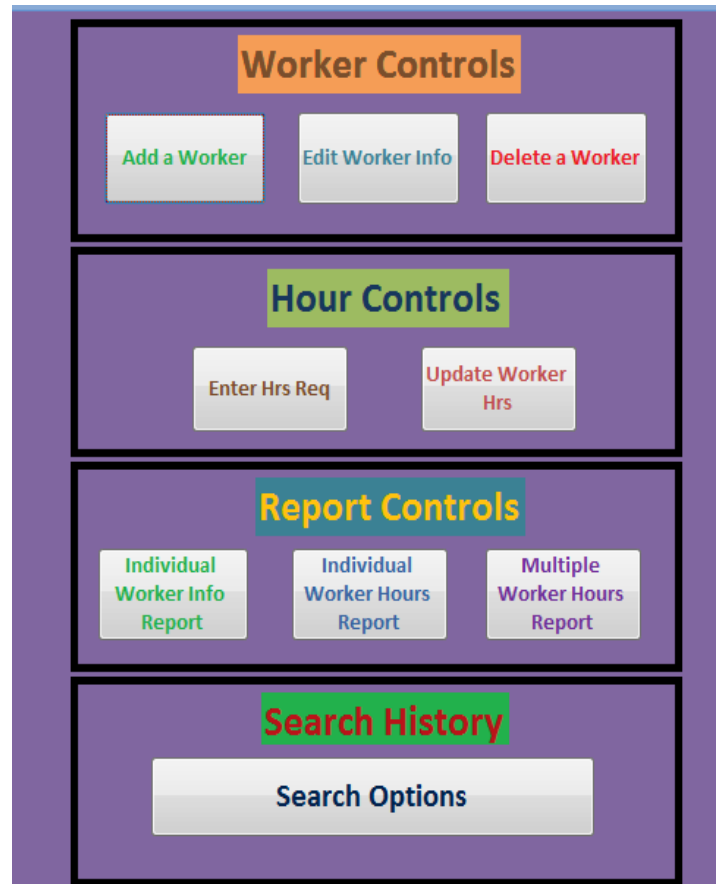 Worker Controls
Add a Worker
Edit Worker Info
Delete a Worker
Hour Controls
Enter Hrs Req
Update Worker
Hrs
Report Controls
Individual
Worker Info
Report
Individual
Worker Hours
Report
Multiple
Worker Hours
Report
Search History
Search Options